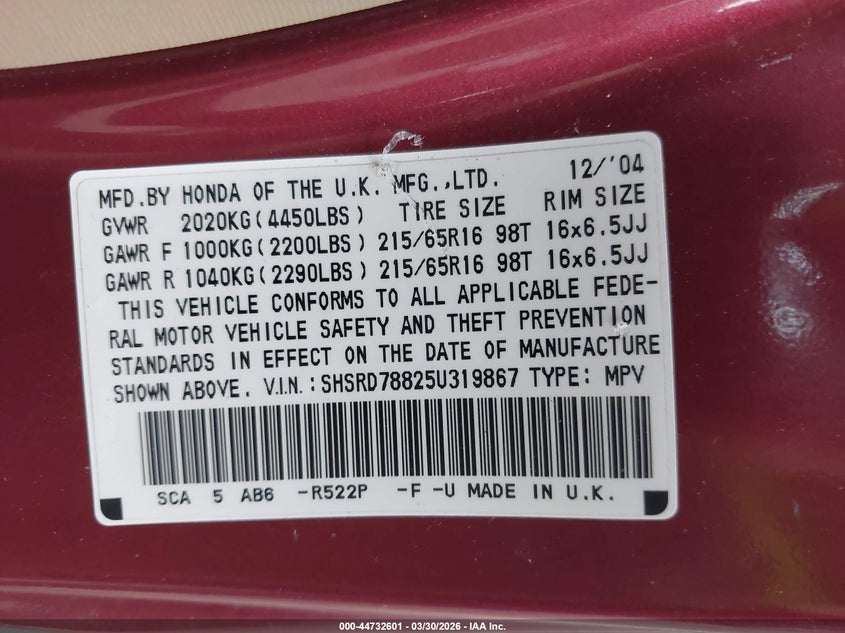 MFD.BY HONDA OF THE U.K. MFG.,LTD. 12/'04
GVWR 2020KG(4450LBS) TIRE SIZE RIM SIZE
GAWR F 1000KG(2200LBS) 215/65R16 98T 16x6.5JJ
GAWR R 1040KG(2290LBS) 215/65R16 98T 16x6.5JJ
THIS VEHICLE CONFORMS TO ALL APPLICABLE FEDE-
RAL MOTOR VEHICLE SAFETY AND THEFT PREVENTION
STANDARDS IN EFFECT ON THE DATE OF MANUFACTURE
SHOWN ABOVE. V.I.N.:SHSRD78825U319867 TYPE: MPV
SCA 5 AB6 -R522P -F -U MADE IN U.K.
000-44732601 - 03/30/2026 - IAA Inc.